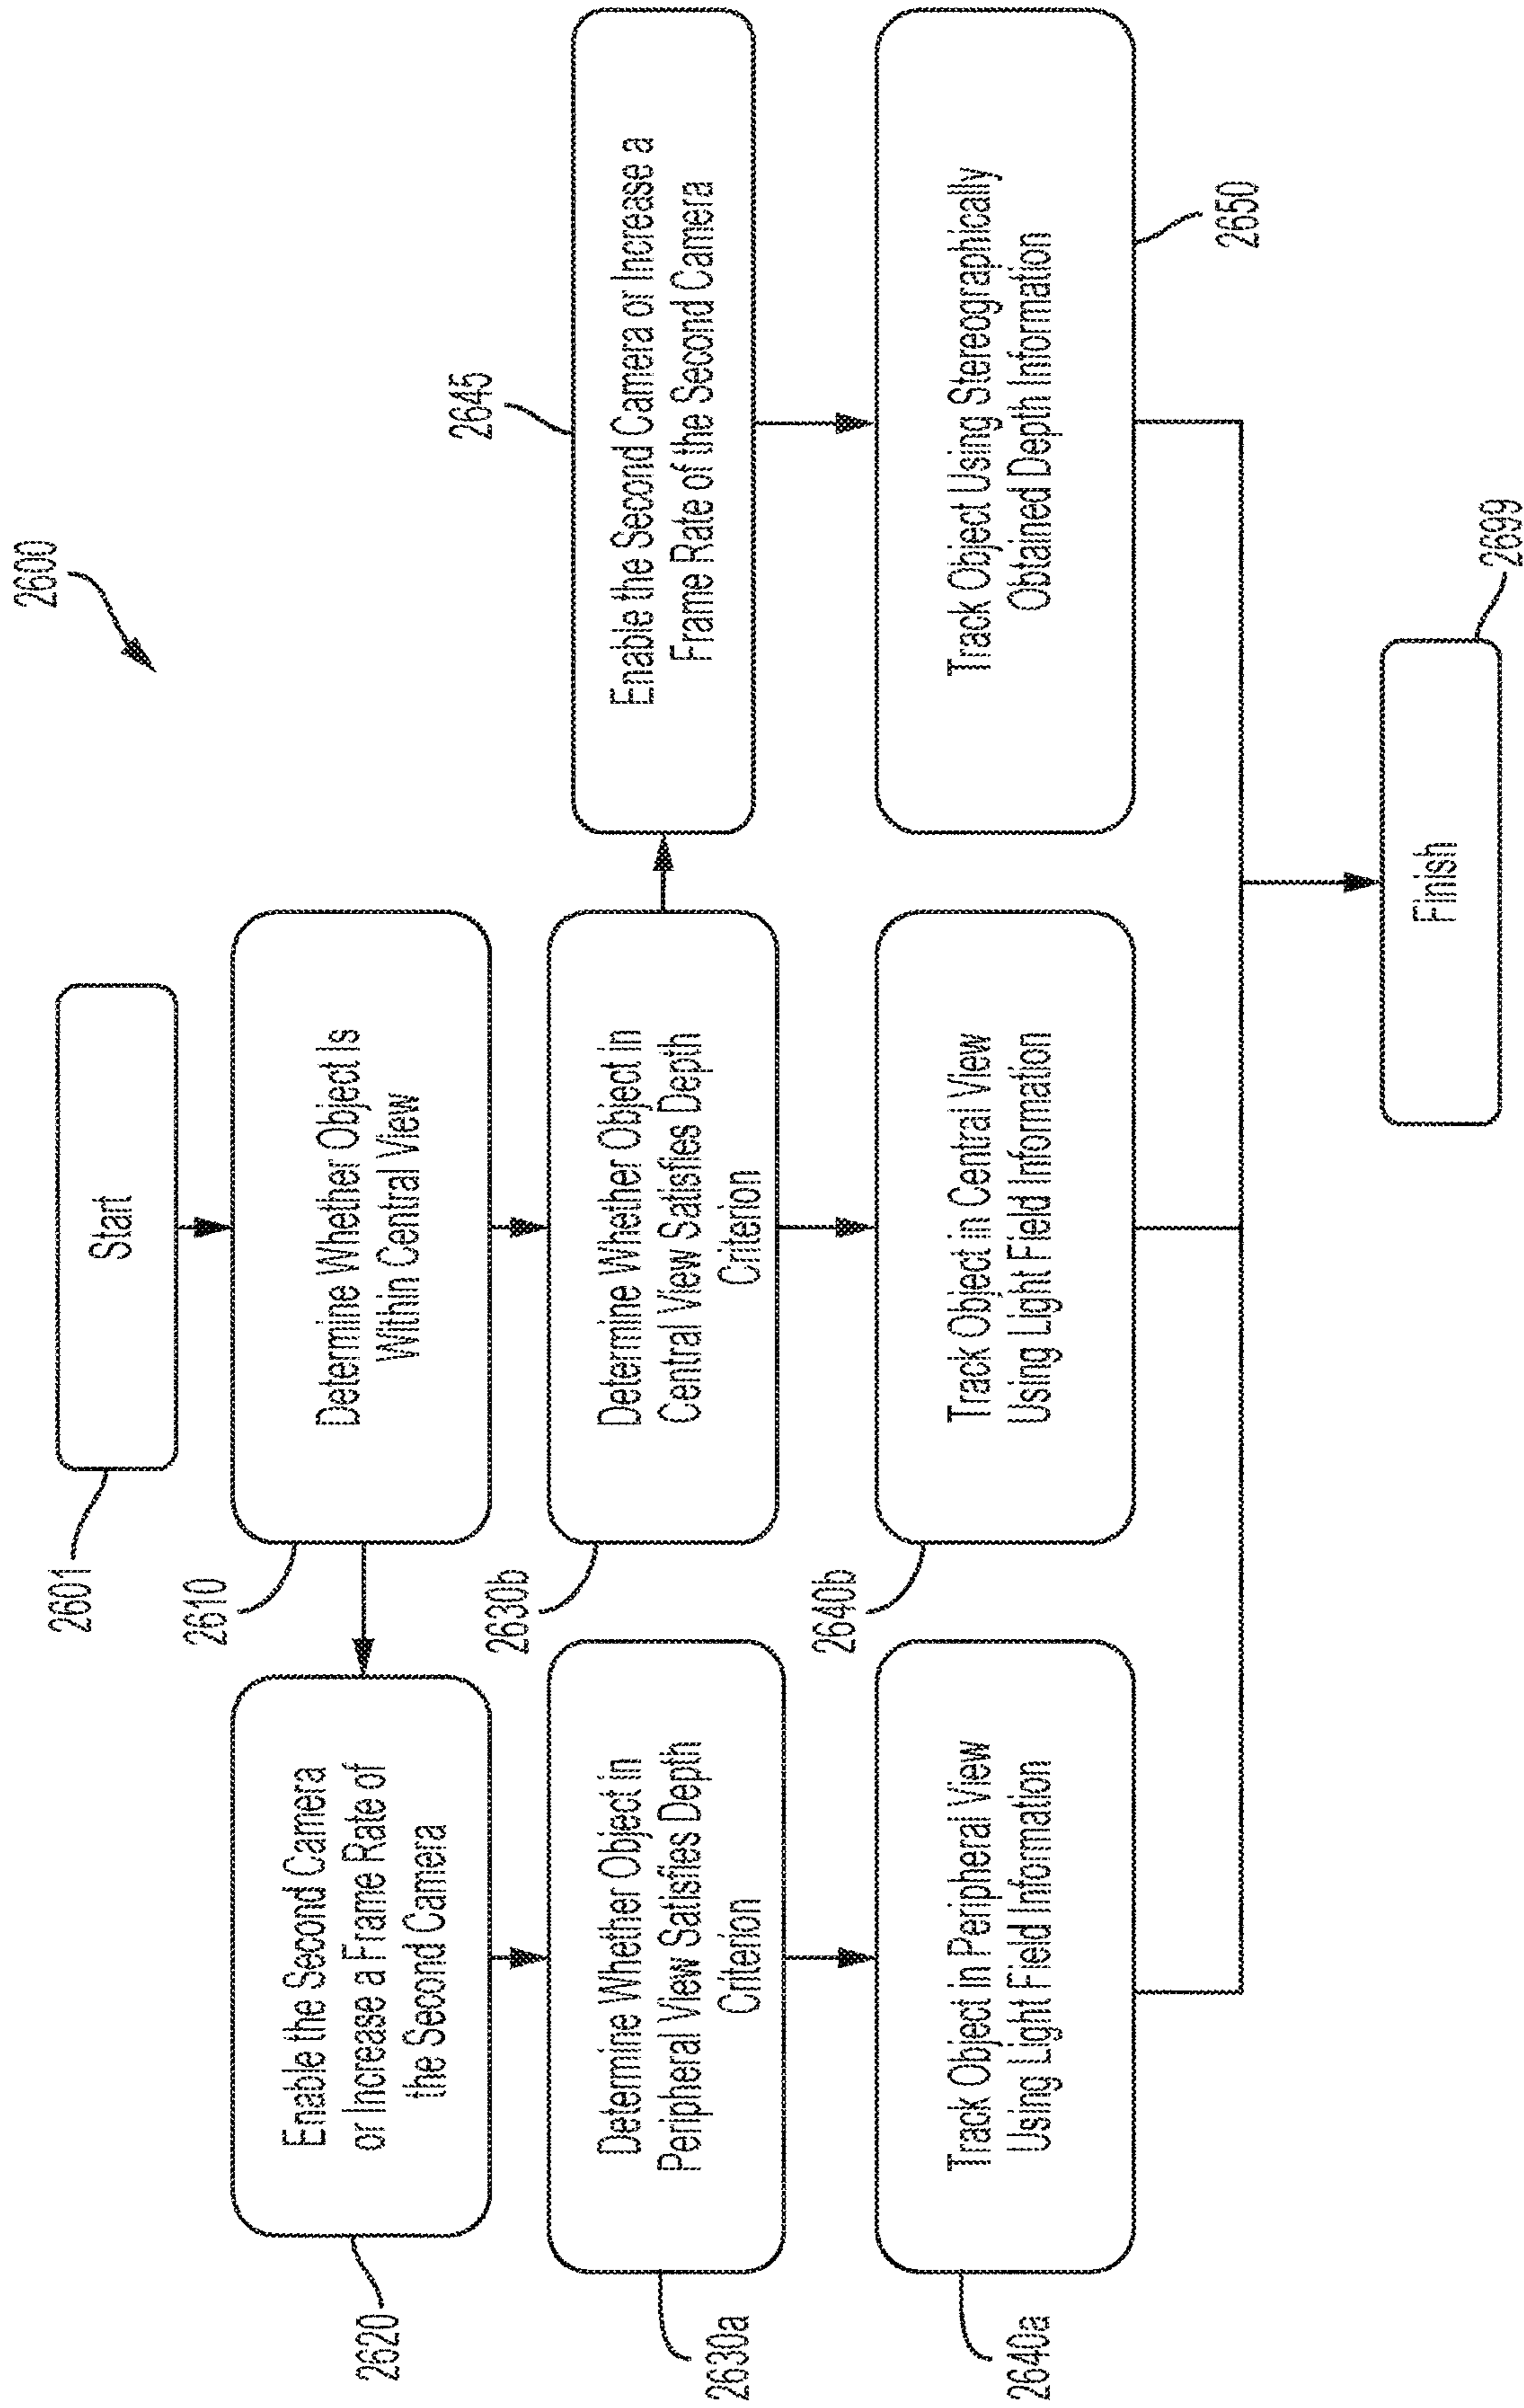 2600
2601
Start
2610
Determine Whether Object Is
Within Central View
2620
Enable the Second Camera
or Increase a Frame Rate of
the Second Camera
2630a
Determine Whether Object in
Peripheral View Satisfies Depth
Criterion
2630b
Determine Whether Object in
Central View Satisfies Depth
Criterion
2645
Enable the Second Camera or Increase a
Frame Rate of the Second Camera
2640a
Track Object in Peripheral View
Using Light Field Information
2640b
Track Object in Central View
Using Light Field Information
Track Object Using Stereographically
Obtained Depth Information
2650
Finish
2699